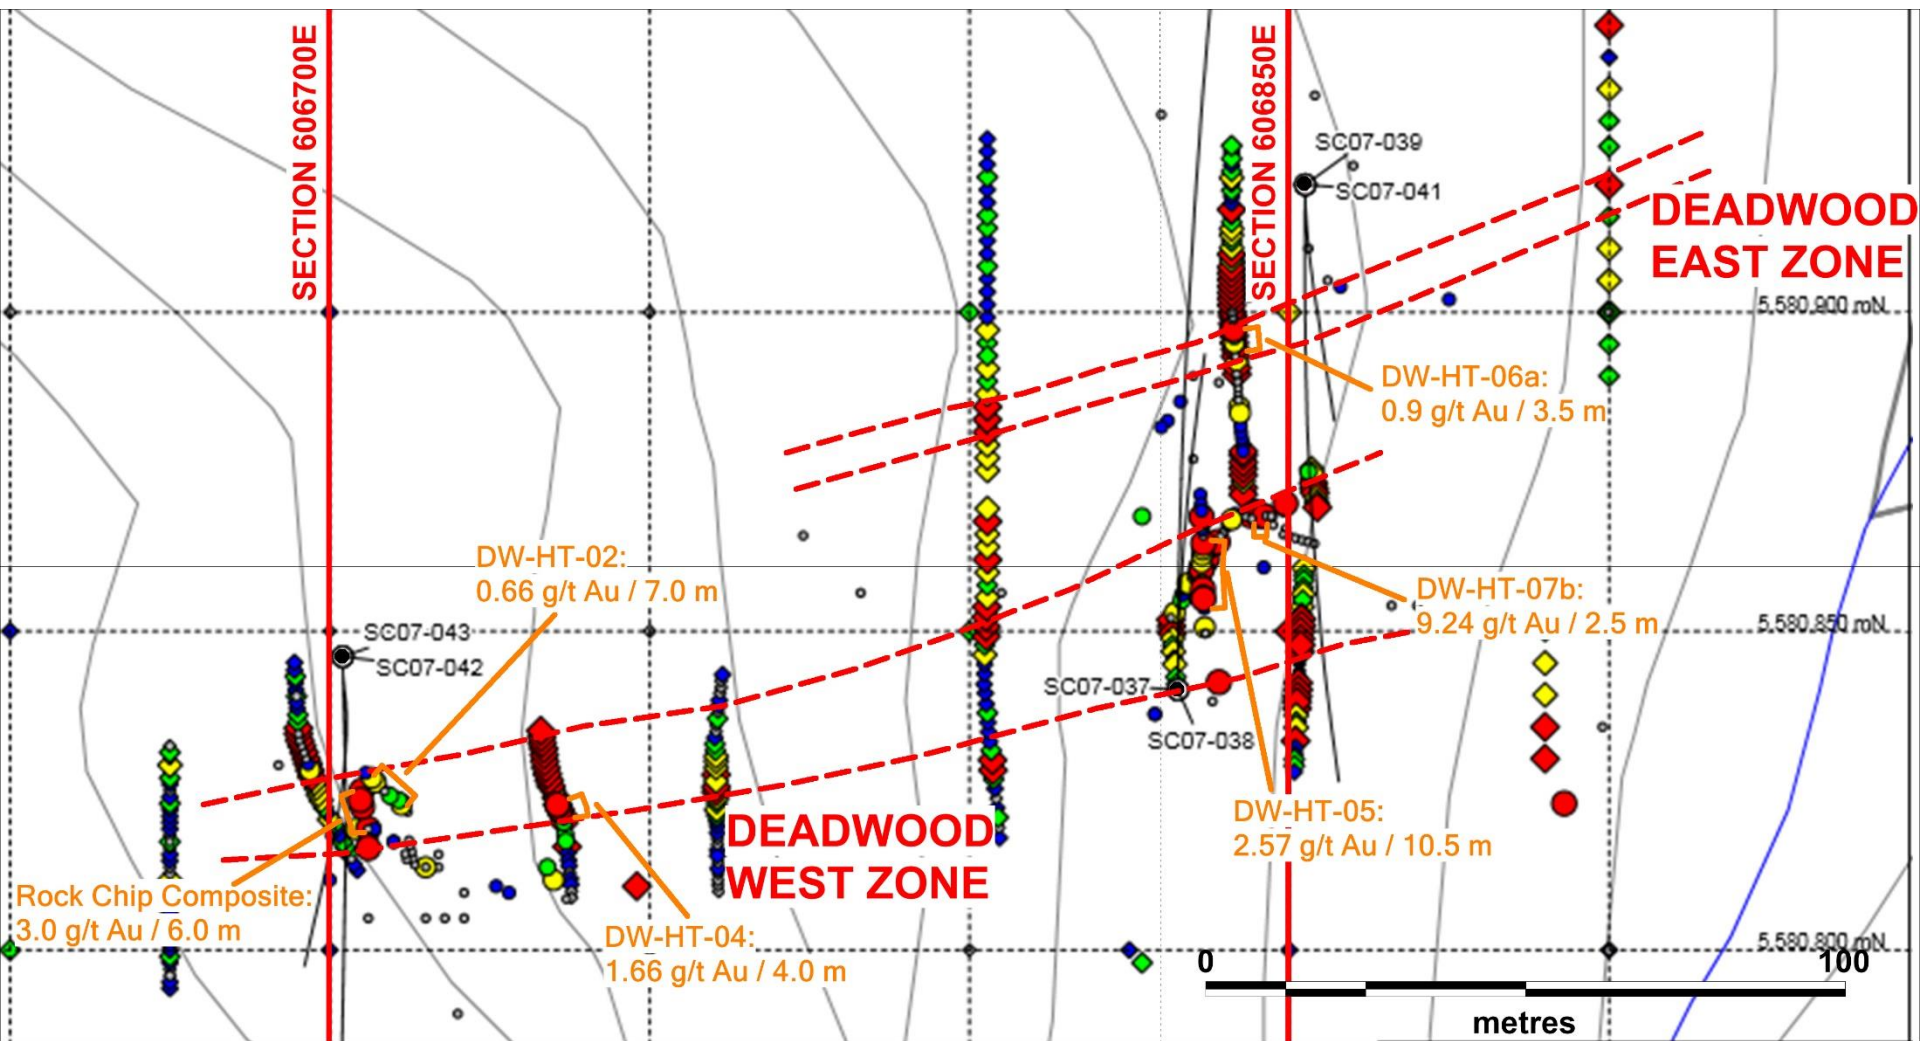 SECTION 606700E
SECTION 606850E
SC07-039
SC07-041
DEADWOOD
EAST ZONE
5,580,900 mN
DW-HT-06a:
0.9 g/t Au / 3.5 m
DW-HT-02:
0.66 g/t Au / 7.0 m
DW-HT-07b:
9.24 g/t Au / 2.5 m
5,580,850 mN
SC07-043
SC07-042
SC07-037
SC07-038
DW-HT-05:
2.57 g/t Au / 10.5 m
DEADWOOD
WEST ZONE
Rock Chip Composite:
3.0 g/t Au / 6.0 m
DW-HT-04:
1.66 g/t Au / 4.0 m
5,580,800 mN
0
100
metres